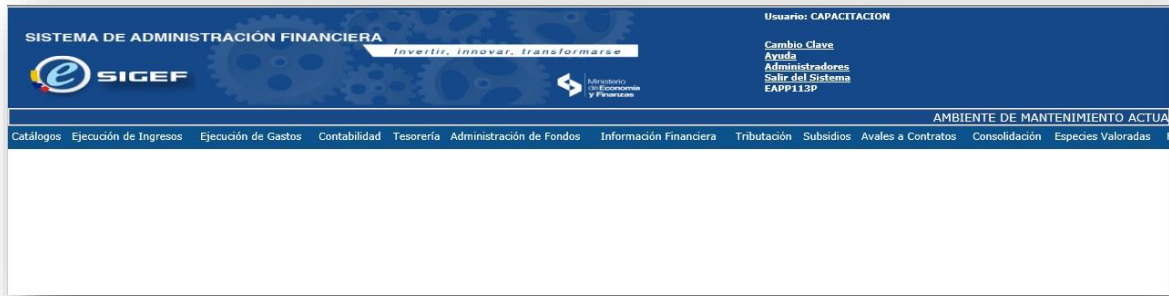 Usuario: CAPACITACION
SISTEMA DE ADMINISTRACIÓN FINANCIERA
Invertir, innovar, transformarse
Cambio Clave
Ayuda
Administradores
Salir del Sistema
EAPP113P
e SIGEF
Ministerio
de Economía
y Finanzas
AMBIENTE DE MANTENIMIENTO ACTUA
Catálogos Ejecución de Ingresos Ejecución de Gastos Contabilidad Tesorería Administración de Fondos Información Financiera Tributación Subsidios Avales a Contratos Consolidación Especies Valoradas